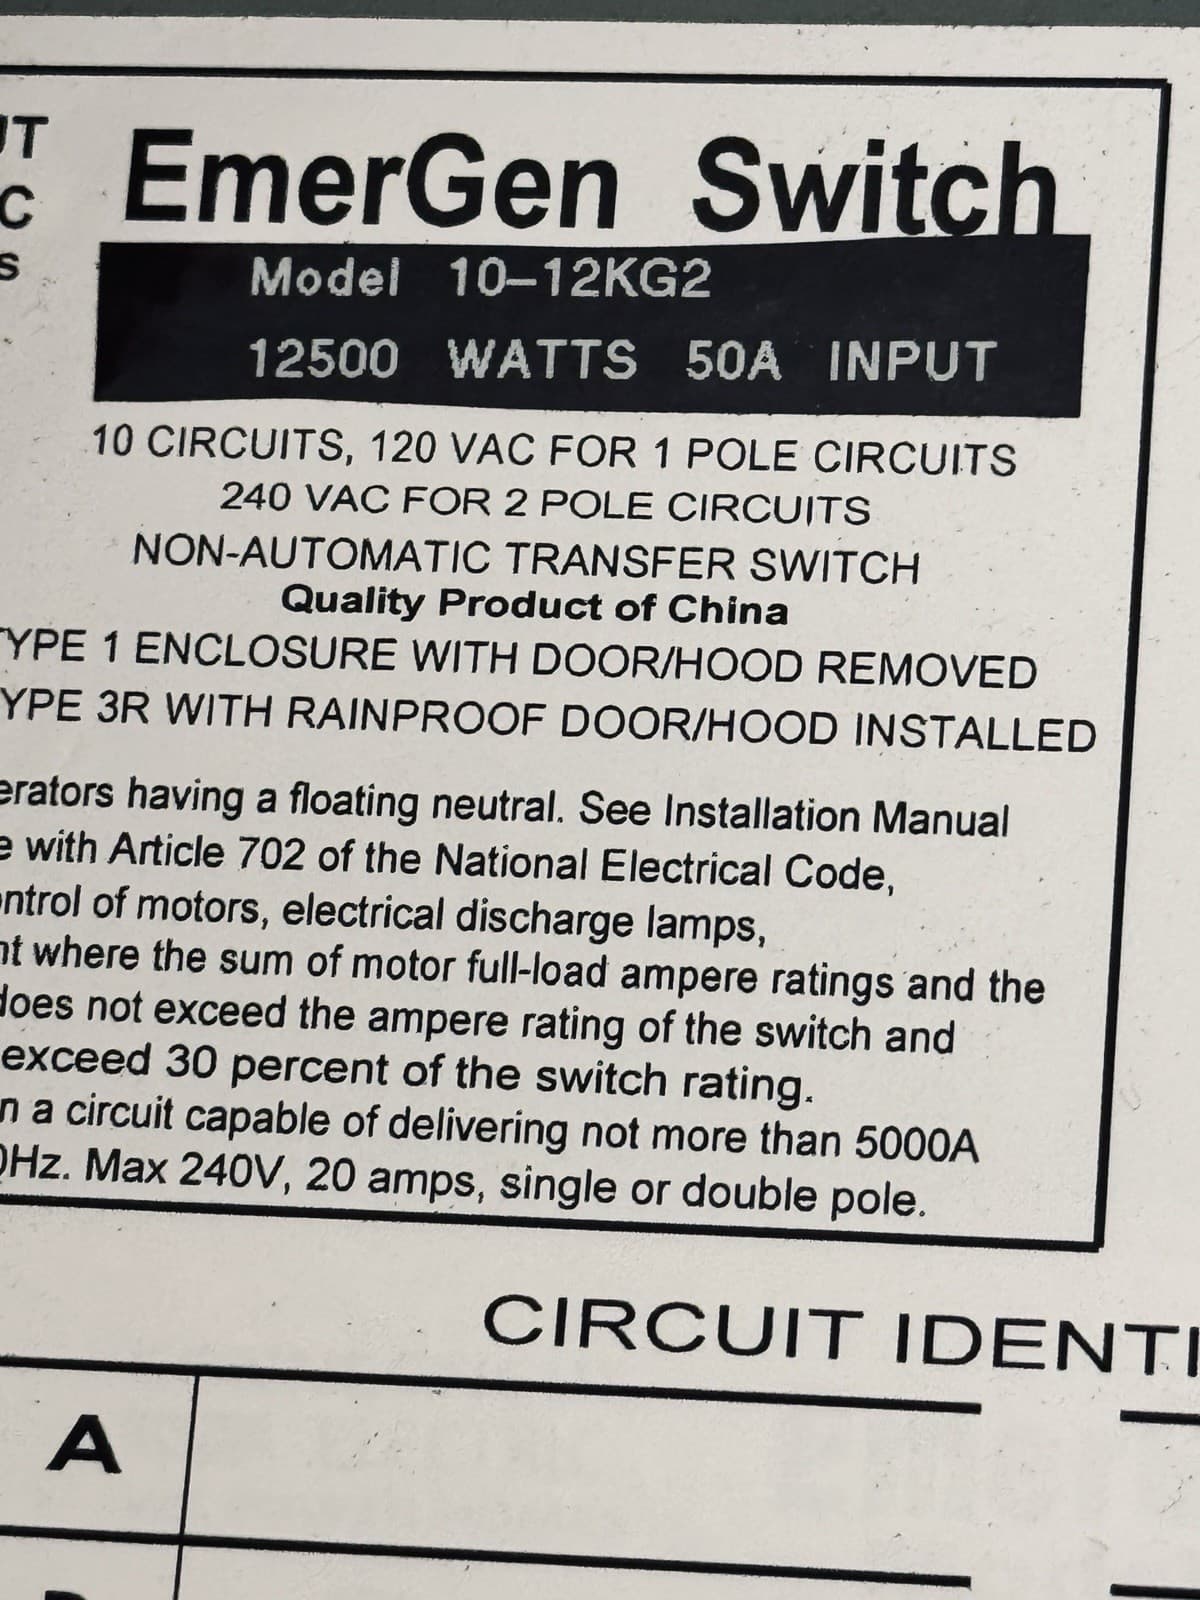 EmerGen Switch
Model 10-12KG2
12500 WATTS 50A INPUT
10 CIRCUITS, 120 VAC FOR 1 POLE CIRCUITS
240 VAC FOR 2 POLE CIRCUITS
NON-AUTOMATIC TRANSFER SWITCH
Quality Product of China
TYPE 1 ENCLOSURE WITH DOOR/HOOD REMOVED
YPE 3R WITH RAINPROOF DOOR/HOOD INSTALLED
erators having a floating neutral. See Installation Manual
e with Article 702 of the National Electrical Code,
ontrol of motors, electrical discharge lamps,
nt where the sum of motor full-load ampere ratings and the
does not exceed the ampere rating of the switch and
exceed 30 percent of the switch rating.
n a circuit capable of delivering not more than 5000A
0Hz. Max 240V, 20 amps, single or double pole.
CIRCUIT IDENTI
A